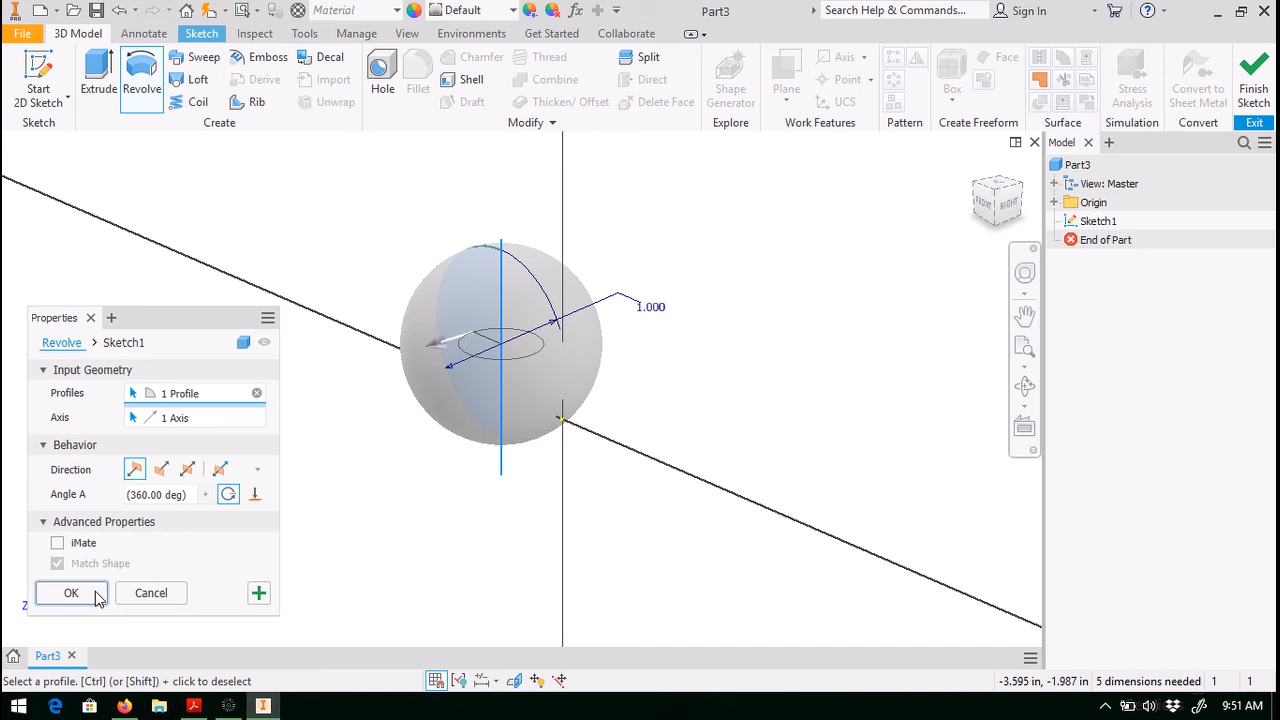 PRO
Material
Default
fx
Part3
Search Help & Commands...
Sign In
File
3D Model
Annotate
Sketch
Inspect
Tools
Manage
View
Environments
Get Started
Collaborate
Start
2D Sketch
Extrude
Revolve
Sweep
Emboss
Decal
Loft
Derive
Import
Coil
Rib
Unw
Hole
Fillet
Chamfer
Thread
Split
Shell
Combine
Direct
Draft
Thicken/ Offset
Delete Face
Shape
Generator
Plane
Axis
Point
UCS
Box
Face
Stress
Analysis
Convert to
Sheet Metal
Finish
Sketch
Sketch
Create
Modify
Explore
Work Features
Pattern
Create Freeform
Surface
Simulation
Convert
Exit
Model
Part3
View: Master
Origin
Sketch1
End of Part
FRONT
RIGHT
1.000
Properties
Revolve > Sketch1
Input Geometry
Profiles 1 Profile
Axis 1 Axis
Behavior
Direction
Angle A (360.00 deg)
Advanced Properties
iMate
Match Shape
OK Cancel
Z
Part3
Select a profile. [Ctrl] (or [Shift]) + click to deselect
-3.595 in, -1.987 in 5 dimensions needed 1 1
9:51 AM